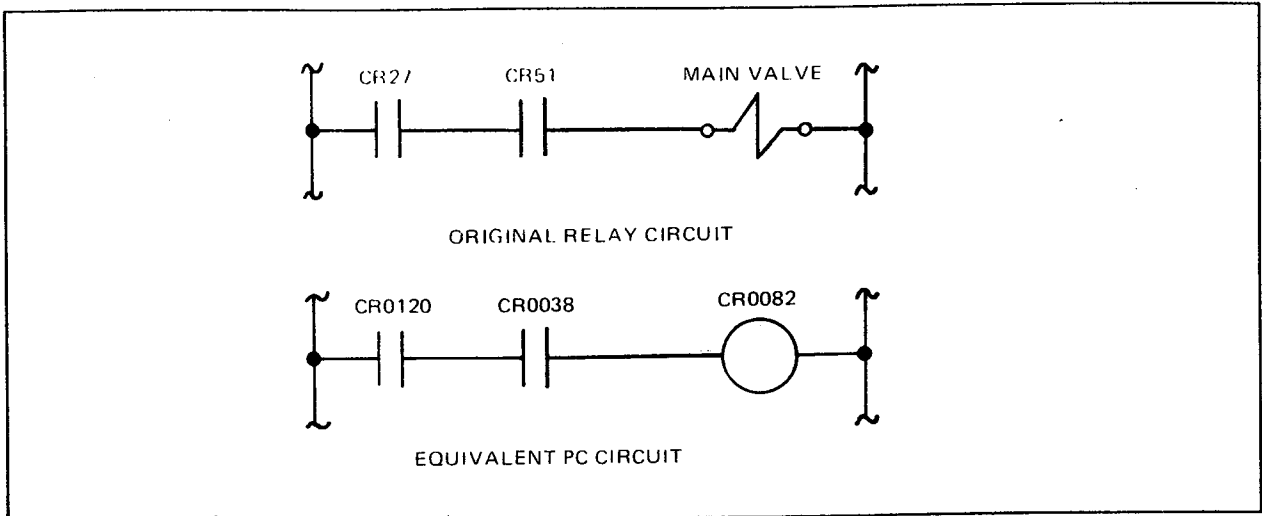 CR27
CR51
MAIN VALVE
ORIGINAL RELAY CIRCUIT
CR0120
CR0038
CR0082
EQUIVALENT PC CIRCUIT